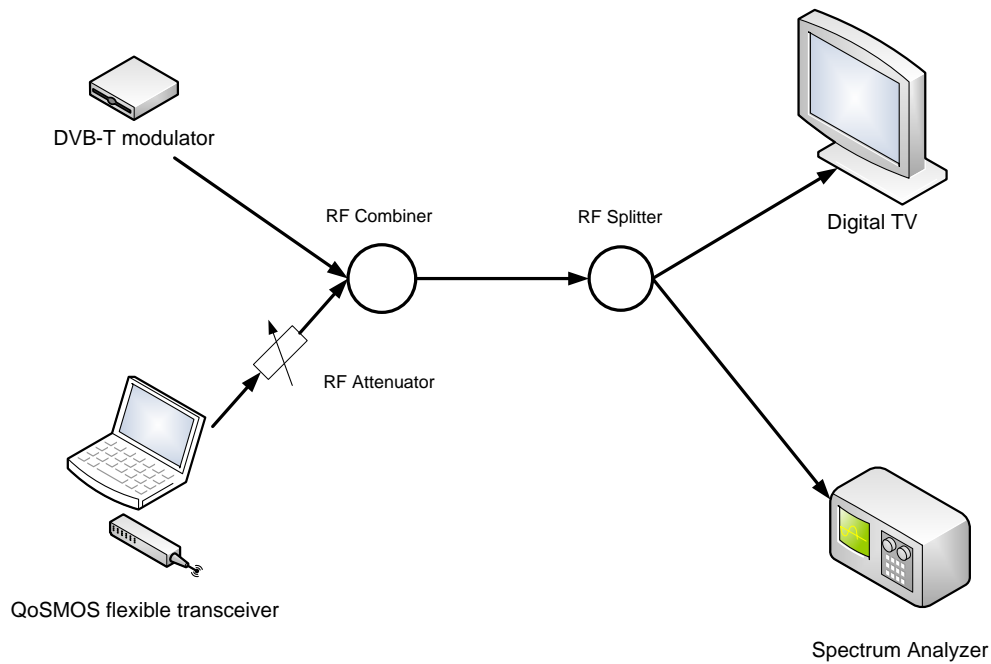 DVB-T modulator
RF Combiner
RF Splitter
Digital TV
RF Attenuator
QoSMOS flexible transceiver
Spectrum Analyzer